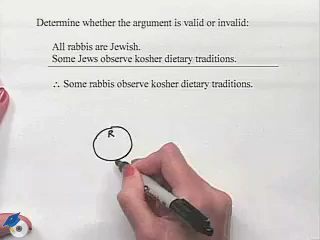 Determine whether the argument is valid or invalid:
All rabbis are Jewish.
Some Jews observe kosher dietary traditions.
∴ Some rabbis observe kosher dietary traditions.
R